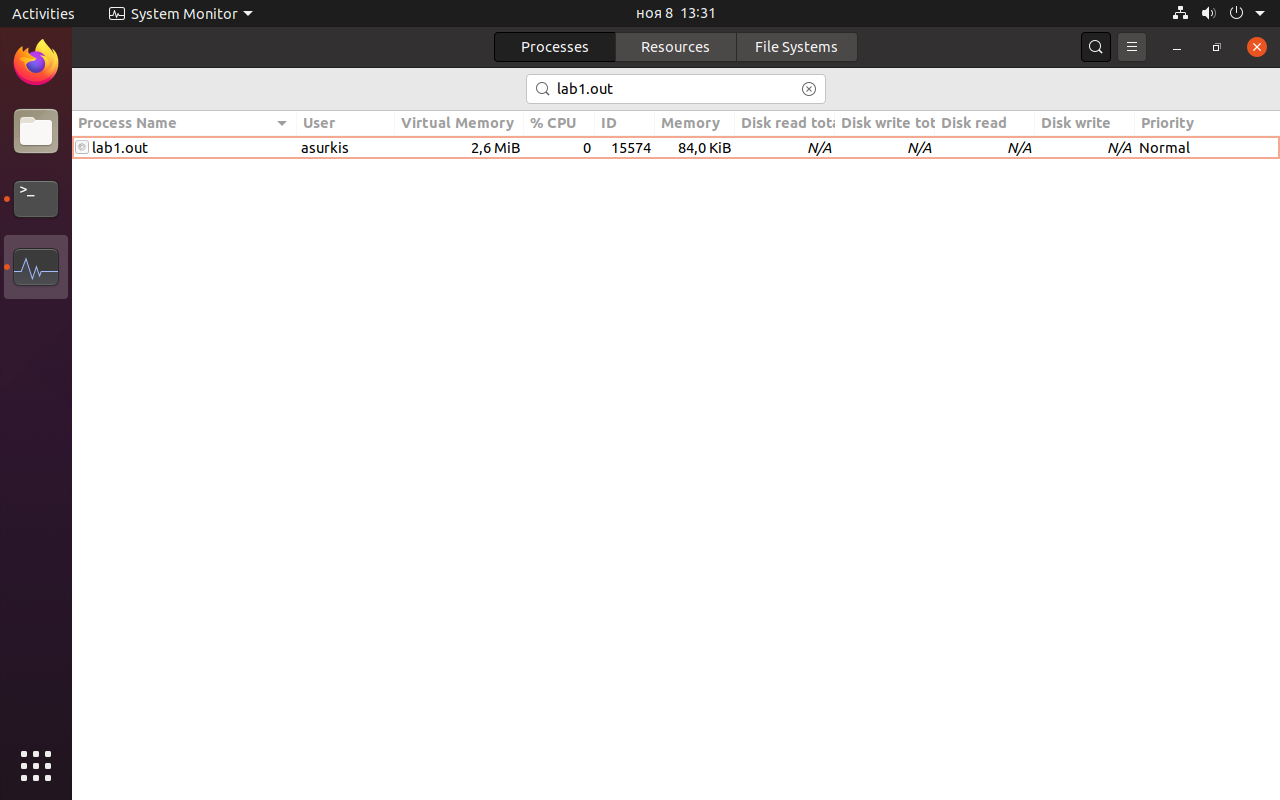 Activities System Monitor ноя 8 13:31
Processes Resources File Systems
lab1.out
Process Name User Virtual Memory % CPU ID Memory Disk read tota Disk write tot Disk read Disk write Priority
lab1.out asurkis 2,6 MiB 0 15574 84,0 KiB N/A N/A N/A N/A Normal
>_